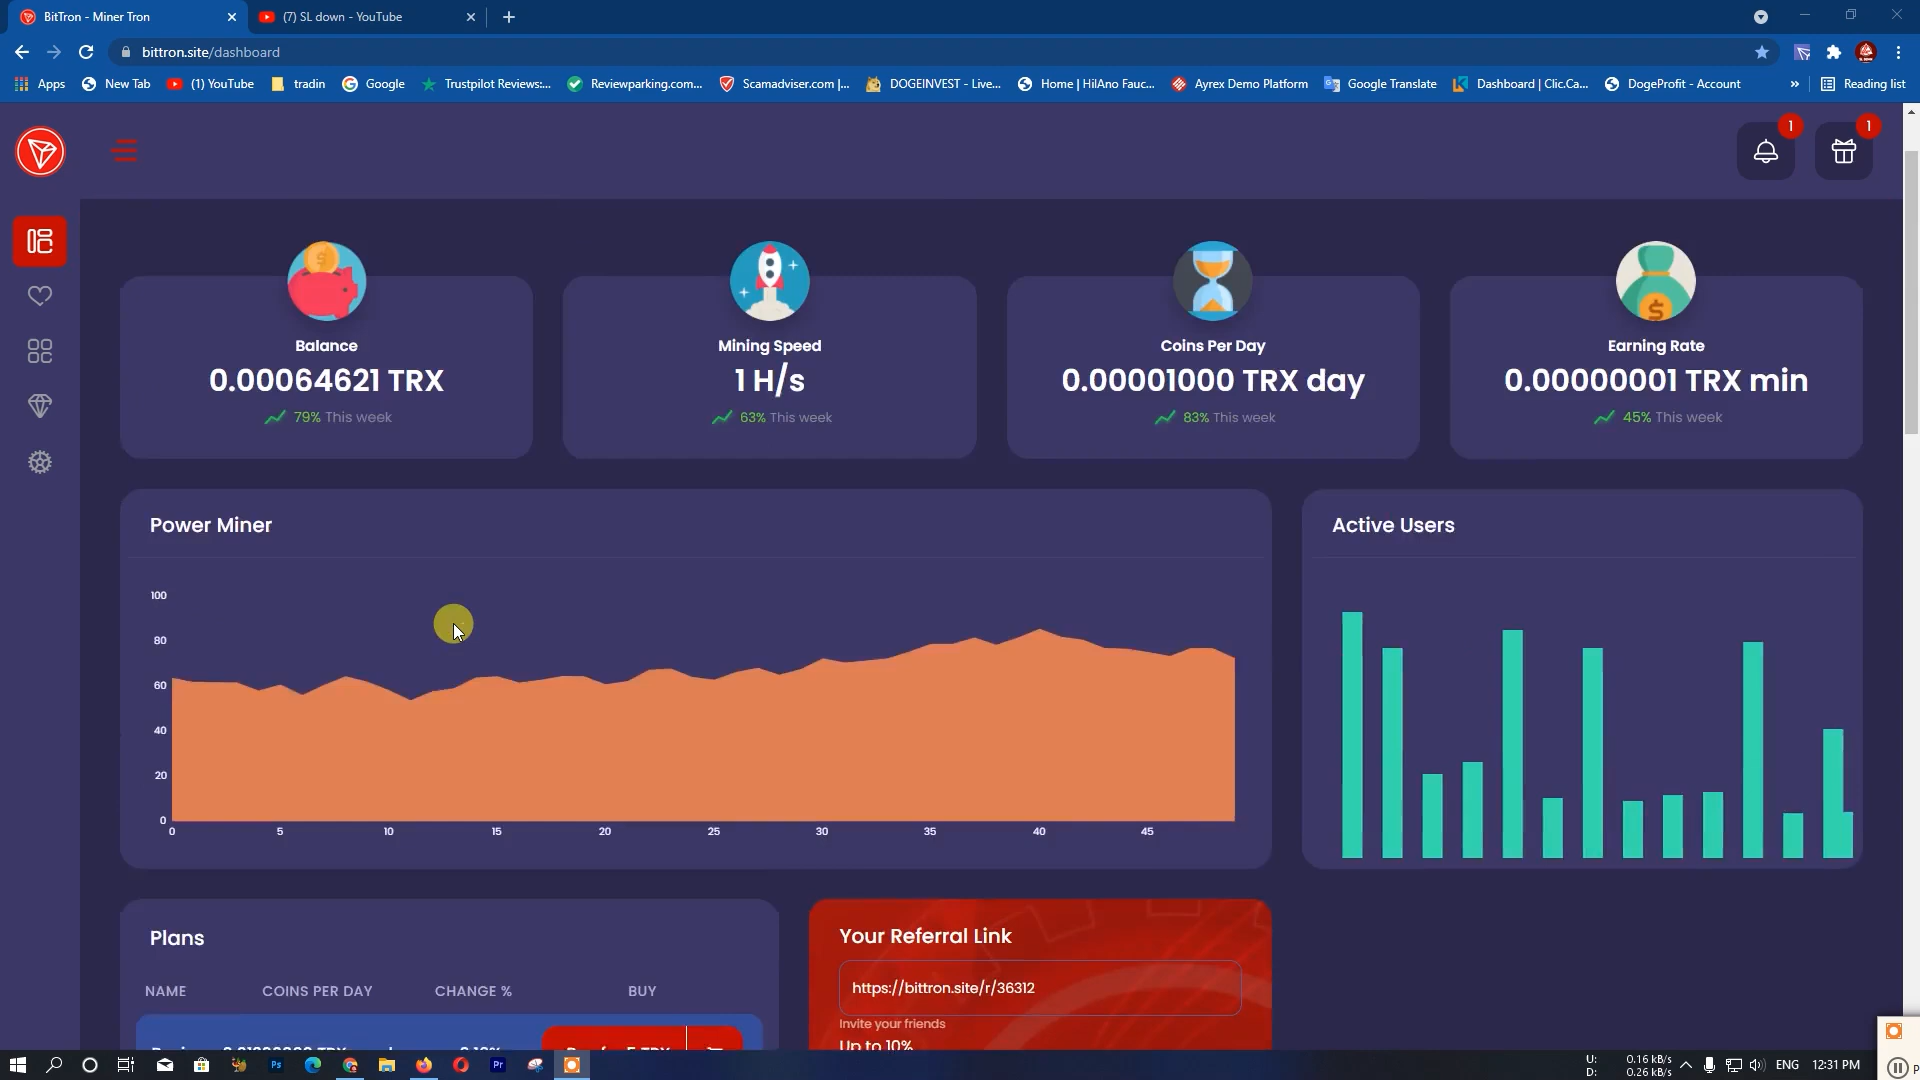 BitTron - Miner Tron
(7) SL down - YouTube
bittron.site/dashboard
Apps
New Tab
(1) YouTube
tradin
Google
Trustpilot Reviews:...
Reviewparking.com...
Scamadviser.com |...
DOGEINVEST - Live...
Home | HilAno Fauc...
Ayrex Demo Platform
Google Translate
Dashboard | Clic.Ca...
DogeProfit - Account
»
Reading list
1
1
Balance
0.00064621 TRX
79% This week
Mining Speed
1 H/s
63% This week
Coins Per Day
0.00001000 TRX day
83% This week
Earning Rate
0.00000001 TRX min
45% This week
Power Miner
100
80
60
40
20
0
0 5 10 15 20 25 30 35 40 45
Active Users
Plans
NAME COINS PER DAY CHANGE % BUY
Your Referral Link
https://bittron.site/r/36312
Invite your friends
Up to 10%
Ps
Pr
U: 0.16 kB/s
D: 0.26 kB/s
ENG
12:31 PM